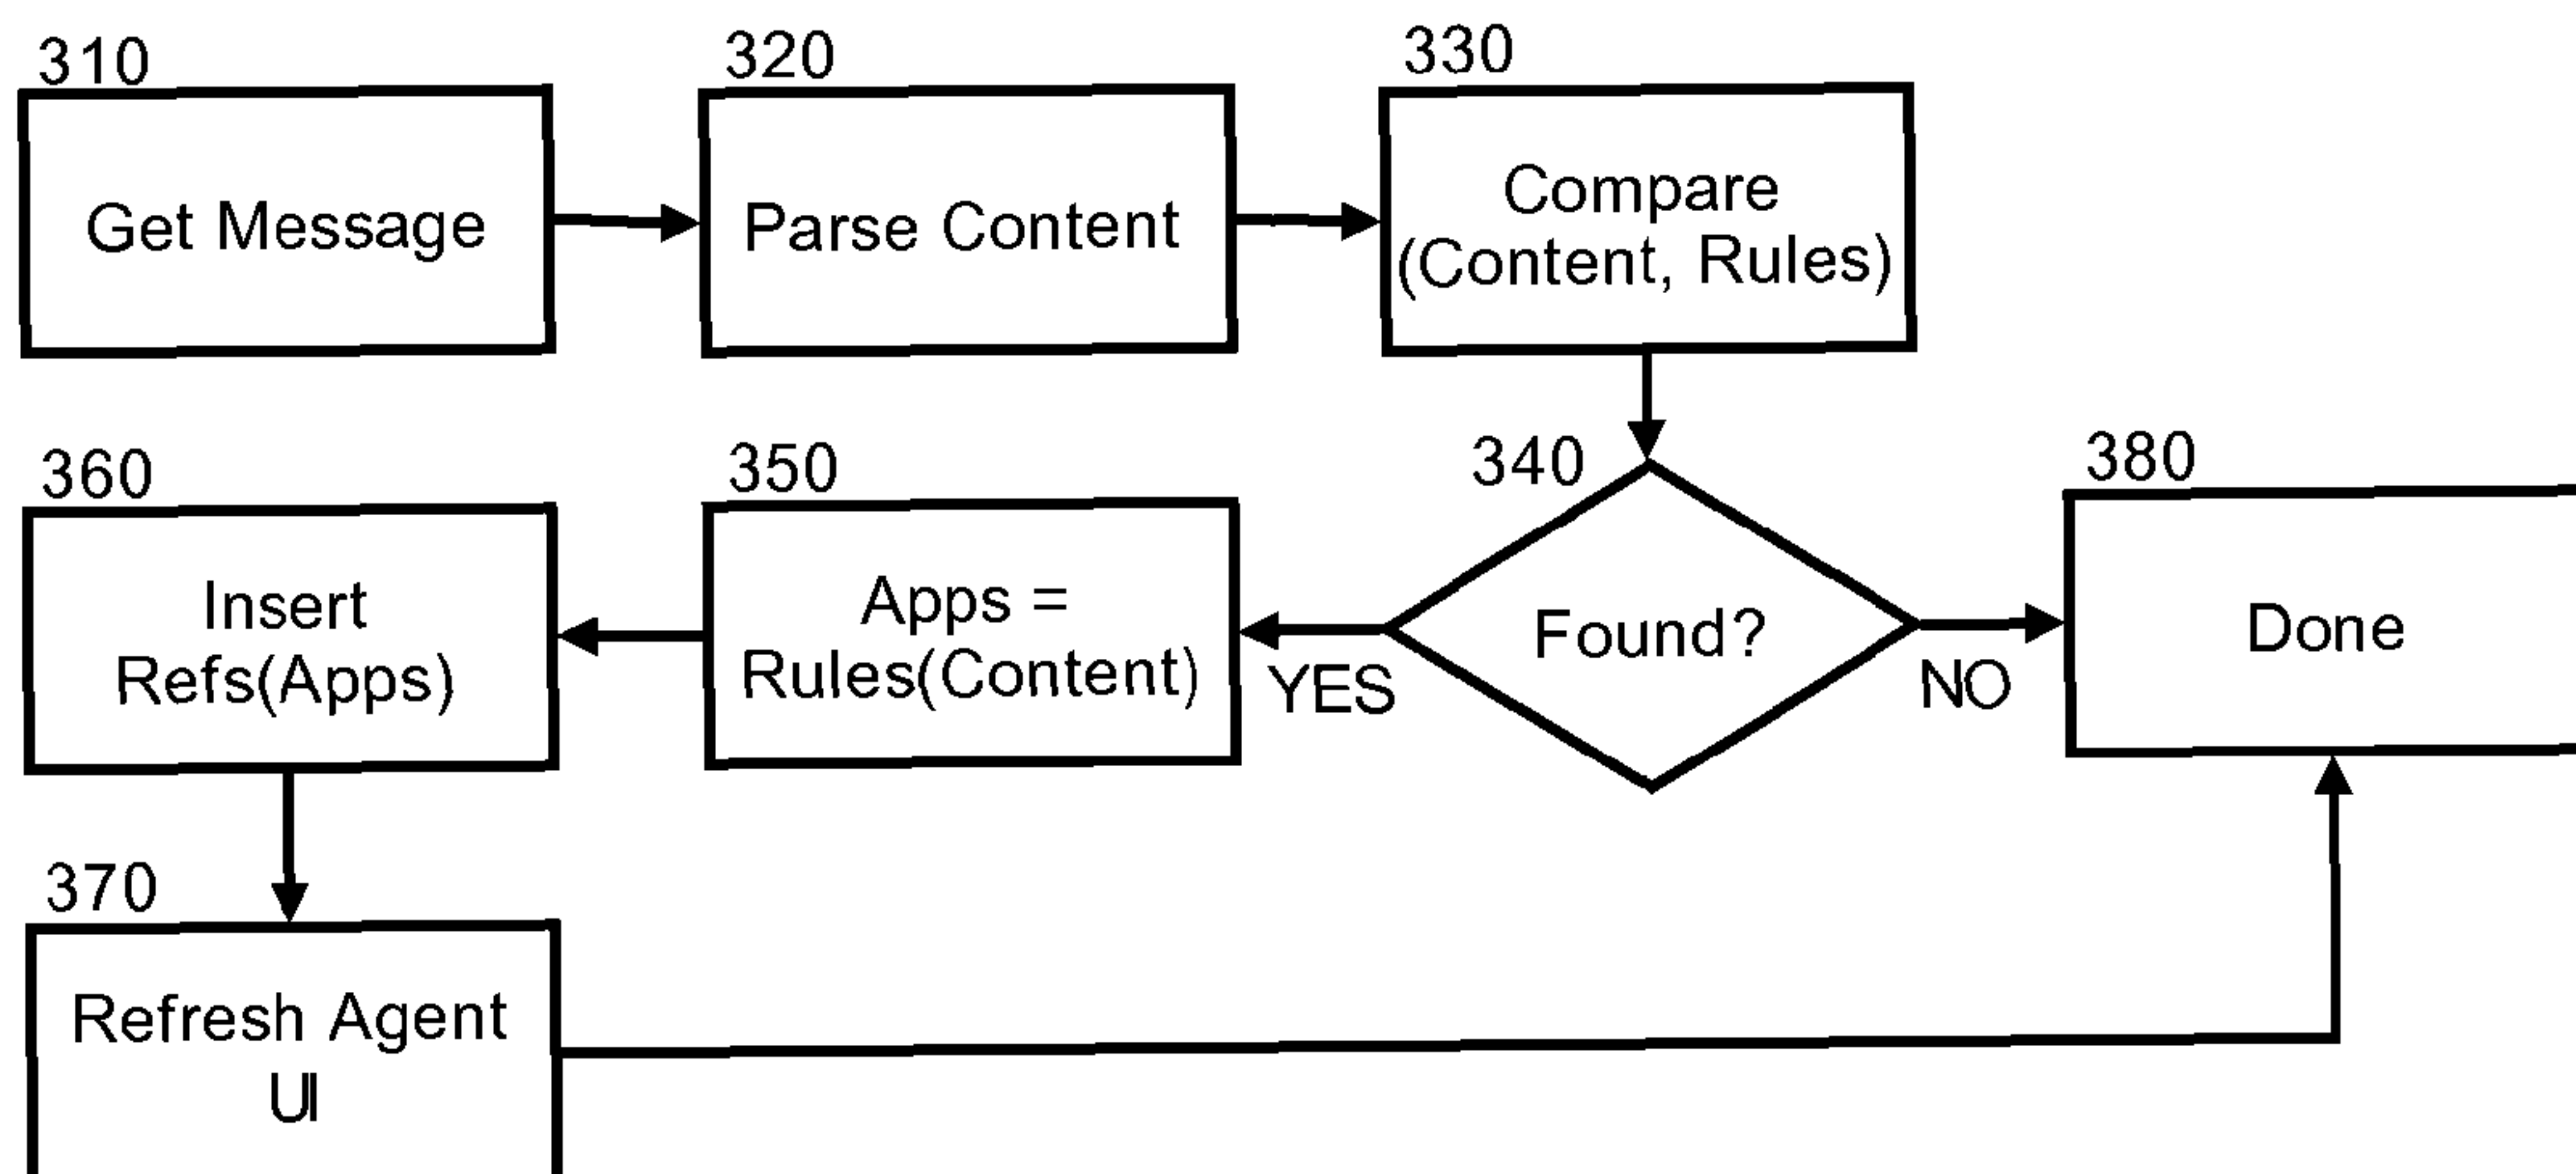 310
Get Message
320
Parse Content
330
Compare
(Content, Rules)
340
Found?
YES
NO
350
Apps =
Rules(Content)
360
Insert
Refs(Apps)
370
Refresh Agent
UI
380
Done